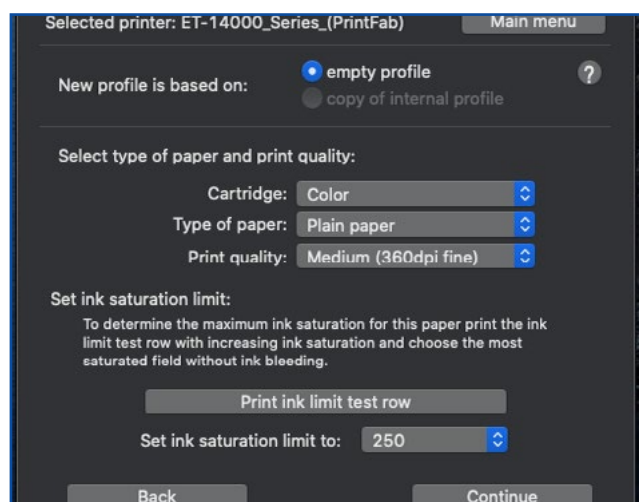 Selected printer: ET-14000_Series_(PrintFab)
Main menu
New profile is based on:
empty profile
?
copy of internal profile
Select type of paper and print quality:
Cartridge: Color
Type of paper: Plain paper
Print quality: Medium (360dpi fine)
Set ink saturation limit:
To determine the maximum ink saturation for this paper print the ink
limit test row with increasing ink saturation and choose the most
saturated field without ink bleeding.
Print ink limit test row
Set ink saturation limit to: 250
Back
Continue